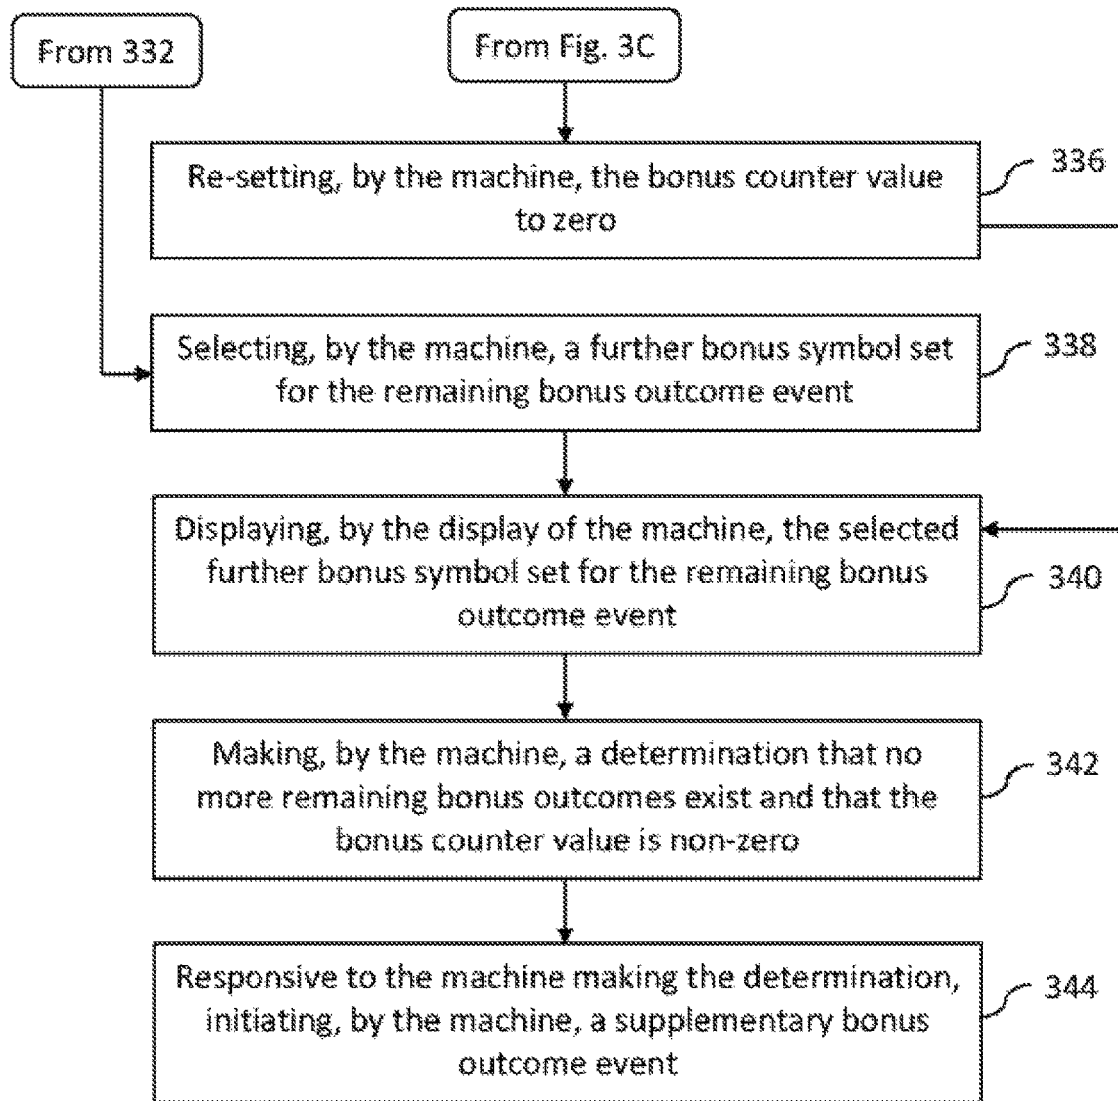 From 332
From Fig. 3C
Re-setting, by the machine, the bonus counter value
to zero
336
Selecting, by the machine, a further bonus symbol set
for the remaining bonus outcome event
338
Displaying, by the display of the machine, the selected
further bonus symbol set for the remaining bonus
outcome event
340
Making, by the machine, a determination that no
more remaining bonus outcomes exist and that the
bonus counter value is non-zero
342
Responsive to the machine making the determination,
initiating, by the machine, a supplementary bonus
outcome event
344